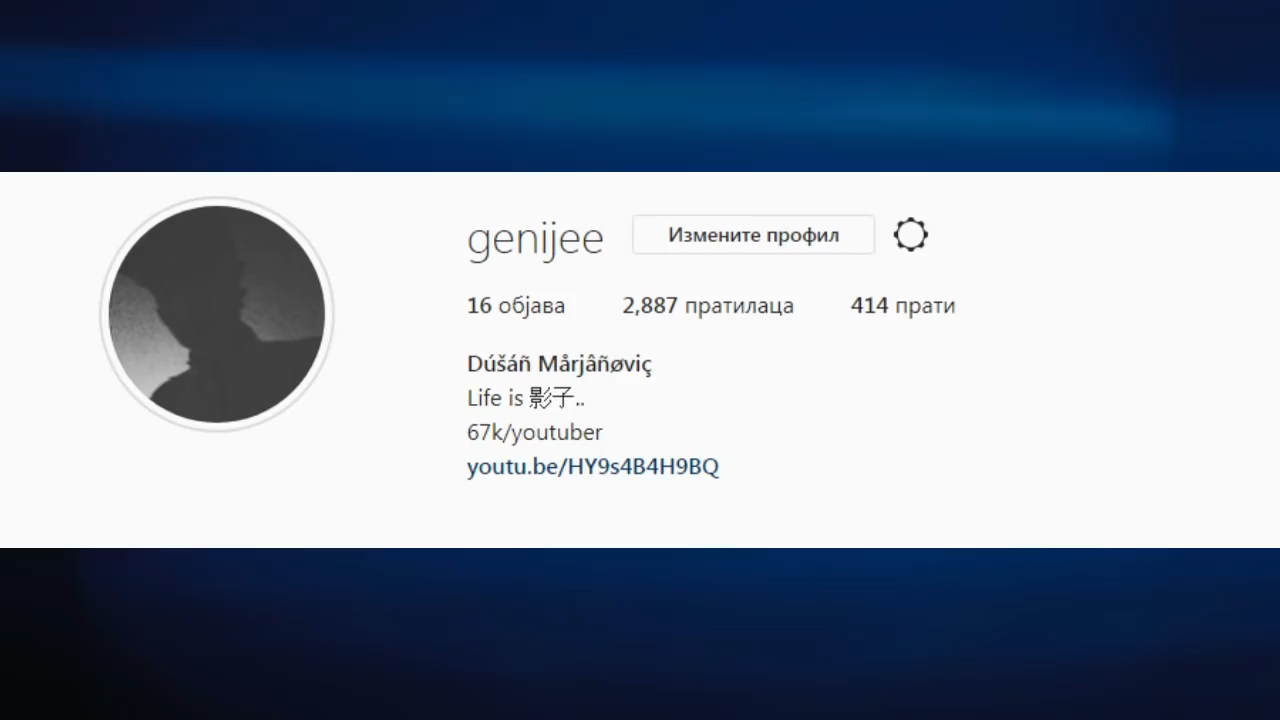 genijee Измените профил
16 објава 2,887 пратилаца 414 прати
Dúšáñ Mårjâñøviç
Life is 影子..
67k/youtuber
youtu.be/HY9s4B4H9BQ